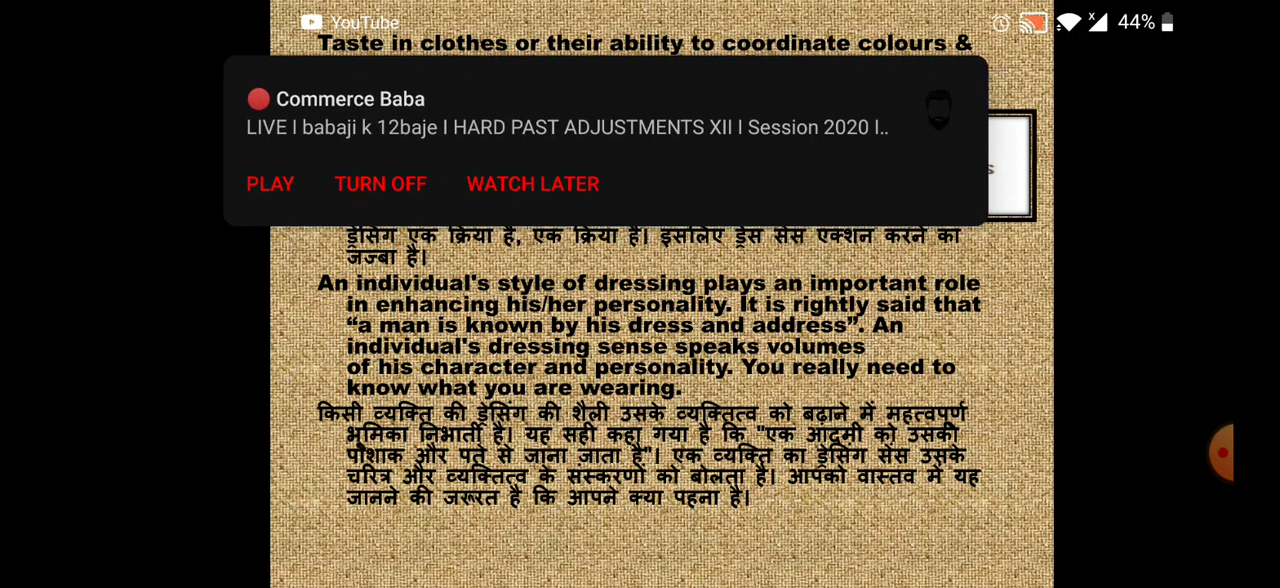 YouTube
44%
Taste in clothes or their ability to coordinate colours &
Commerce Baba
LIVE l babaji k 12baje l HARD PAST ADJUSTMENTS XII l Session 2020 l..
PLAY TURN OFF WATCH LATER
ड्रेसिंग एक क्रिया है, एक क्रिया है। इसलिए ड्रेस सेंस एक्शन करने का
जज्बा है।
An individual's style of dressing plays an important role
in enhancing his/her personality. It is rightly said that
“a man is known by his dress and address”. An
individual's dressing sense speaks volumes
of his character and personality. You really need to
know what you are wearing.
किसी व्यक्ति की ड्रेसिंग की शैली उसके व्यक्तित्व को बढ़ाने में महत्वपूर्ण
भूमिका निभाती है। यह सही कहा गया है कि "एक आदमी को उसकी
पोशाक और पते से जाना जाता है"। एक व्यक्ति का ड्रेसिंग सेंस उसके
चरित्र और व्यक्तित्व के संस्करणों को बोलता है। आपको वास्तव में यह
जानने की जरूरत है कि आपने क्या पहना है।